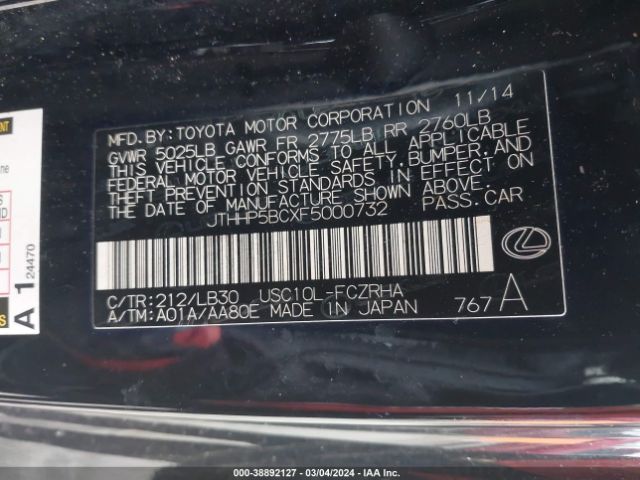 MFD.BY:TOYOTA MOTOR CORPORATION 11/14
GVWR 5025LB GAWR FR 2775LB RR 2760LB
THIS VEHICLE CONFORMS TO ALL APPLICABLE
FEDERAL MOTOR VEHICLE SAFETY,BUMPER,AND
THEFT PREVENTION STANDARDS IN EFFECT ON
THE DATE OF MANUFACTURE SHOWN ABOVE.
JTHHP5BCXF5000732 PASS.CAR
C/TR:212/LB30 USC10L-FCZRHA
A/TM:A01A/AA80E MADE IN JAPAN 767 A
A 1 24470
000-38892127 - 03/04/2024 - IAA Inc.